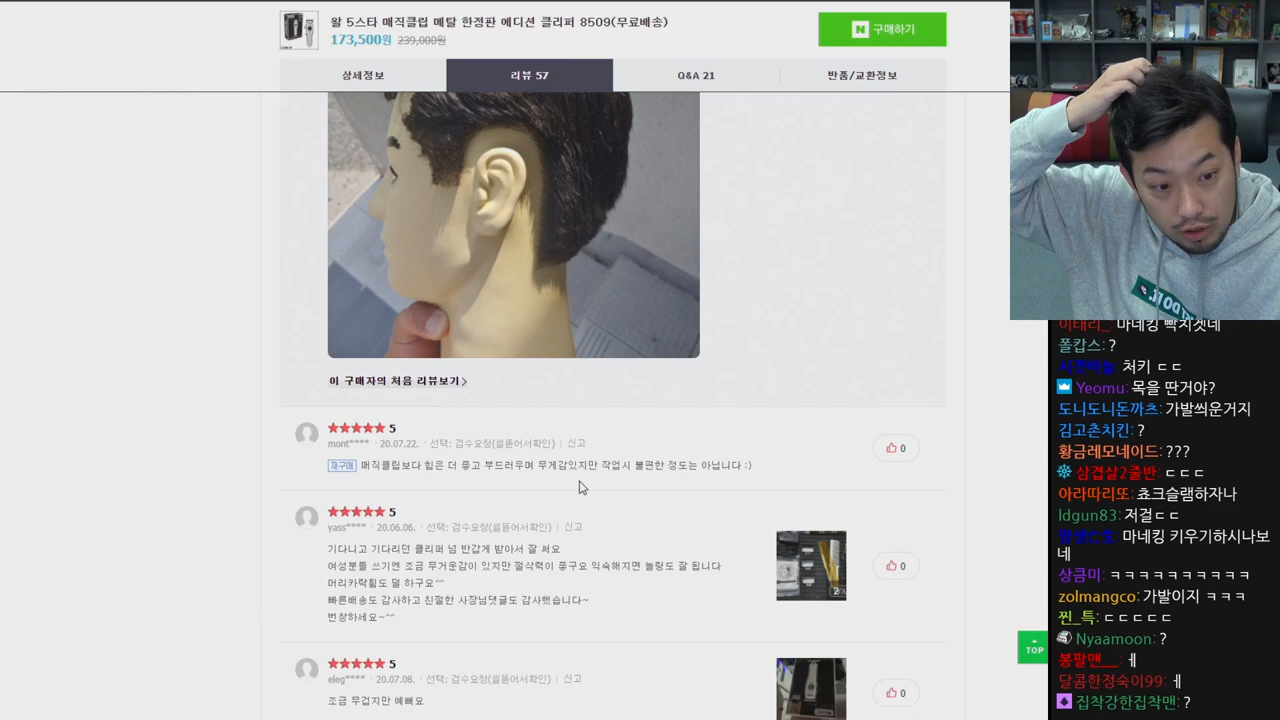 왈 5스타 매직클립 메탈 한정판 에디션 클리퍼 8509(무료배송)
173,500원 239,000원
N 구매하기
상세정보 리뷰 57 Q&A 21 반품/교환정보
이 구매자의 처음 리뷰보기>
★★★★★ 5
mont**** · 20.07.22. · 선택: 검수요청(씰뜯어서확인) | 신고
재구매 매직클립보다 힘은 더 좋고 부드러우며 무게감있지만 작업시 불편한 정도는 아닙니다 :)
0
★★★★★ 5
yass**** · 20.06.06. · 선택: 검수요청(씰뜯어서확인) | 신고
기다니고 기다리던 클리퍼 넘 반갑게 받아서 잘 써요
여성분들 쓰기엔 조금 무거운감이 있지만 절삭력이 좋구요 익숙해지면 놀링도 잘 됩니다
머리카락튐도 덜 하구요^^
빠른배송도 감사하고 친절한 사장님댓글도 감사했습니다~
번창하세요~^^
2
0
★★★★★ 5
eleg**** · 20.07.08. · 선택: 검수요청(씰뜯어서확인) | 신고
조금 무겁지만 예뻐요
0
TOP
이태리_: 마네킹 빡치겟네
폴캅스: ?
처키 ㄷㄷ
Yeomu: 목을 딴거야?
도니도니돈까츠: 가발씌운거지
김고촌치킨: ?
황금레모네이드: ???
삼겹살2줄반: ㄷㄷㄷ
아라따리또: 쵸크슬램하자나
ldgun83: 저걸ㄷㄷ
마네킹 키우기하시나보
네
상큼미: ㅋㅋㅋㅋㅋㅋㅋㅋㅋㅋ
zolmangco: 가발이지 ㅋㅋㅋ
찐_특: ㄷㄷㄷㄷㄷ
Nyaamoon: ?
봉팔맨__: ㅔ
달콤한정숙이99: ㅔ
집착강한집착맨: ?